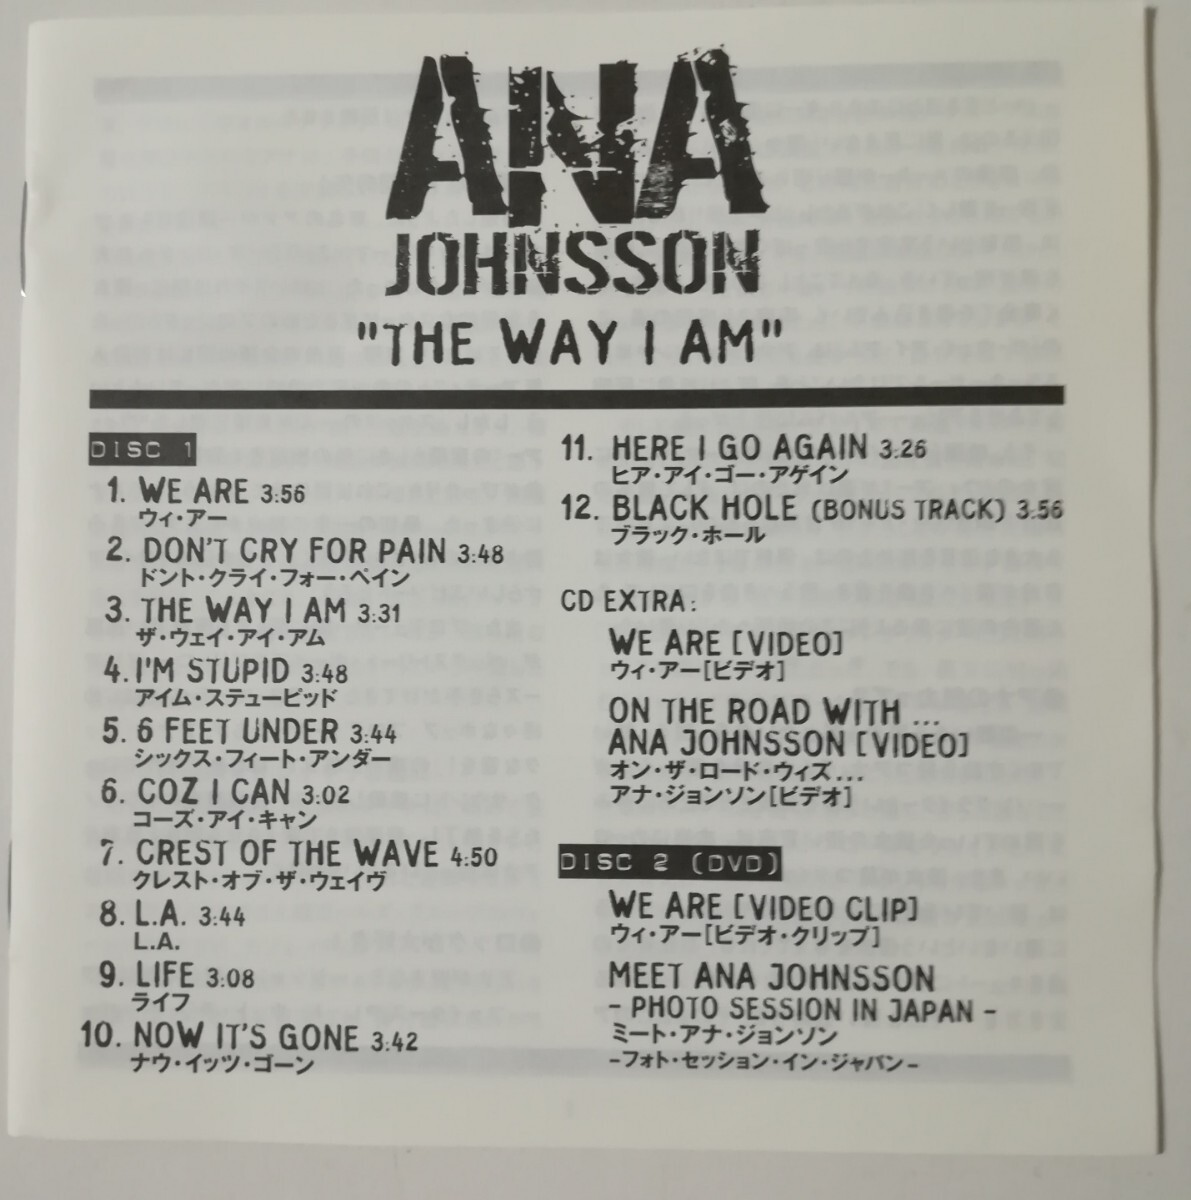 ANA
JOHNSSON
"THE WAY I AM"
DISC 1
1. WE ARE 3:56
ウィ・アー
2. DON'T CRY FOR PAIN 3:48
ドント・クライ・フォー・ペイン
3. THE WAY I AM 3:31
ザ・ウェイ・アイ・アム
4. I'M STUPID 3:48
アイム・ステューピッド
5. 6 FEET UNDER 3:44
シックス・フィート・アンダー
6. COZ I CAN 3:02
コーズ・アイ・キャン
7. CREST OF THE WAVE 4:50
クレスト・オブ・ザ・ウェイヴ
8. L.A. 3:44
L.A.
9. LIFE 3:08
ライフ
10. NOW IT'S GONE 3:42
ナウ・イッツ・ゴーン
11. HERE I GO AGAIN 3:26
ヒア・アイ・ゴー・アゲイン
12. BLACK HOLE (BONUS TRACK) 3:56
ブラック・ホール
CD EXTRA:
WE ARE [VIDEO]
ウィ・アー[ビデオ]
ON THE ROAD WITH ...
ANA JOHNSSON [VIDEO]
オン・ザ・ロード・ウィズ...
アナ・ジョンソン[ビデオ]
DISC 2 (DVD)
WE ARE [VIDEO CLIP]
ウィ・アー[ビデオ・クリップ]
MEET ANA JOHNSSON
- PHOTO SESSION IN JAPAN -
ミート・アナ・ジョンソン
-フォト・セッション・イン・ジャパン-